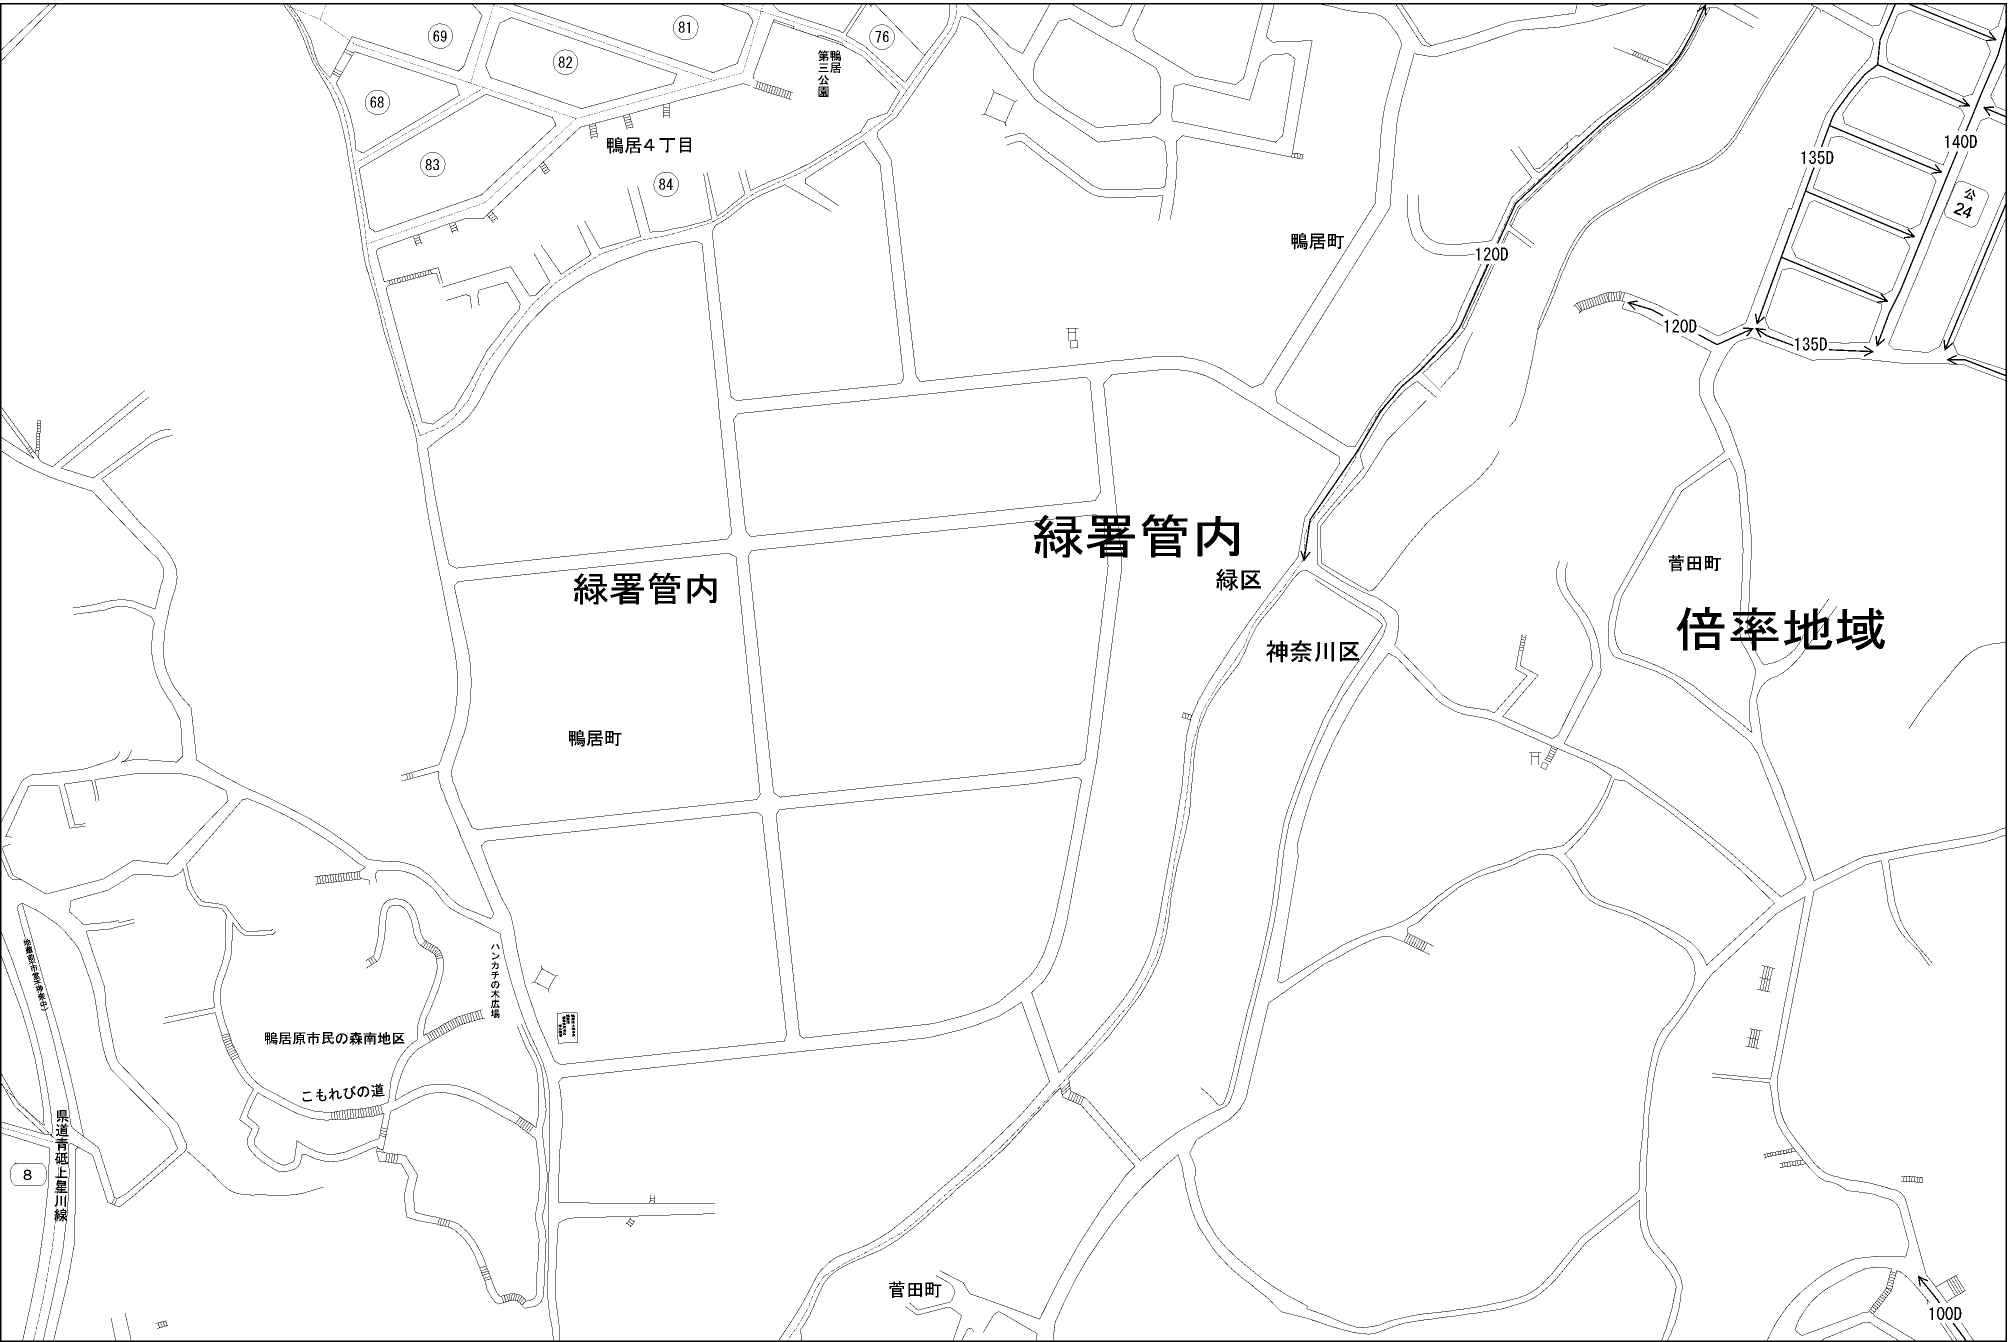 69
81
76
82
鴨居
第三公園
68
鴨居4丁目
83
84
140D
135D
公
24
鴨居町
120D
120D
135D
緑署管内
緑署管内
緑区
菅田町
倍率地域
神奈川区
鴨居町
ハンカチの木広場
鴨居原市民の森南地区
こもれびの道
県道青砥上星川線
8
菅田町
100D